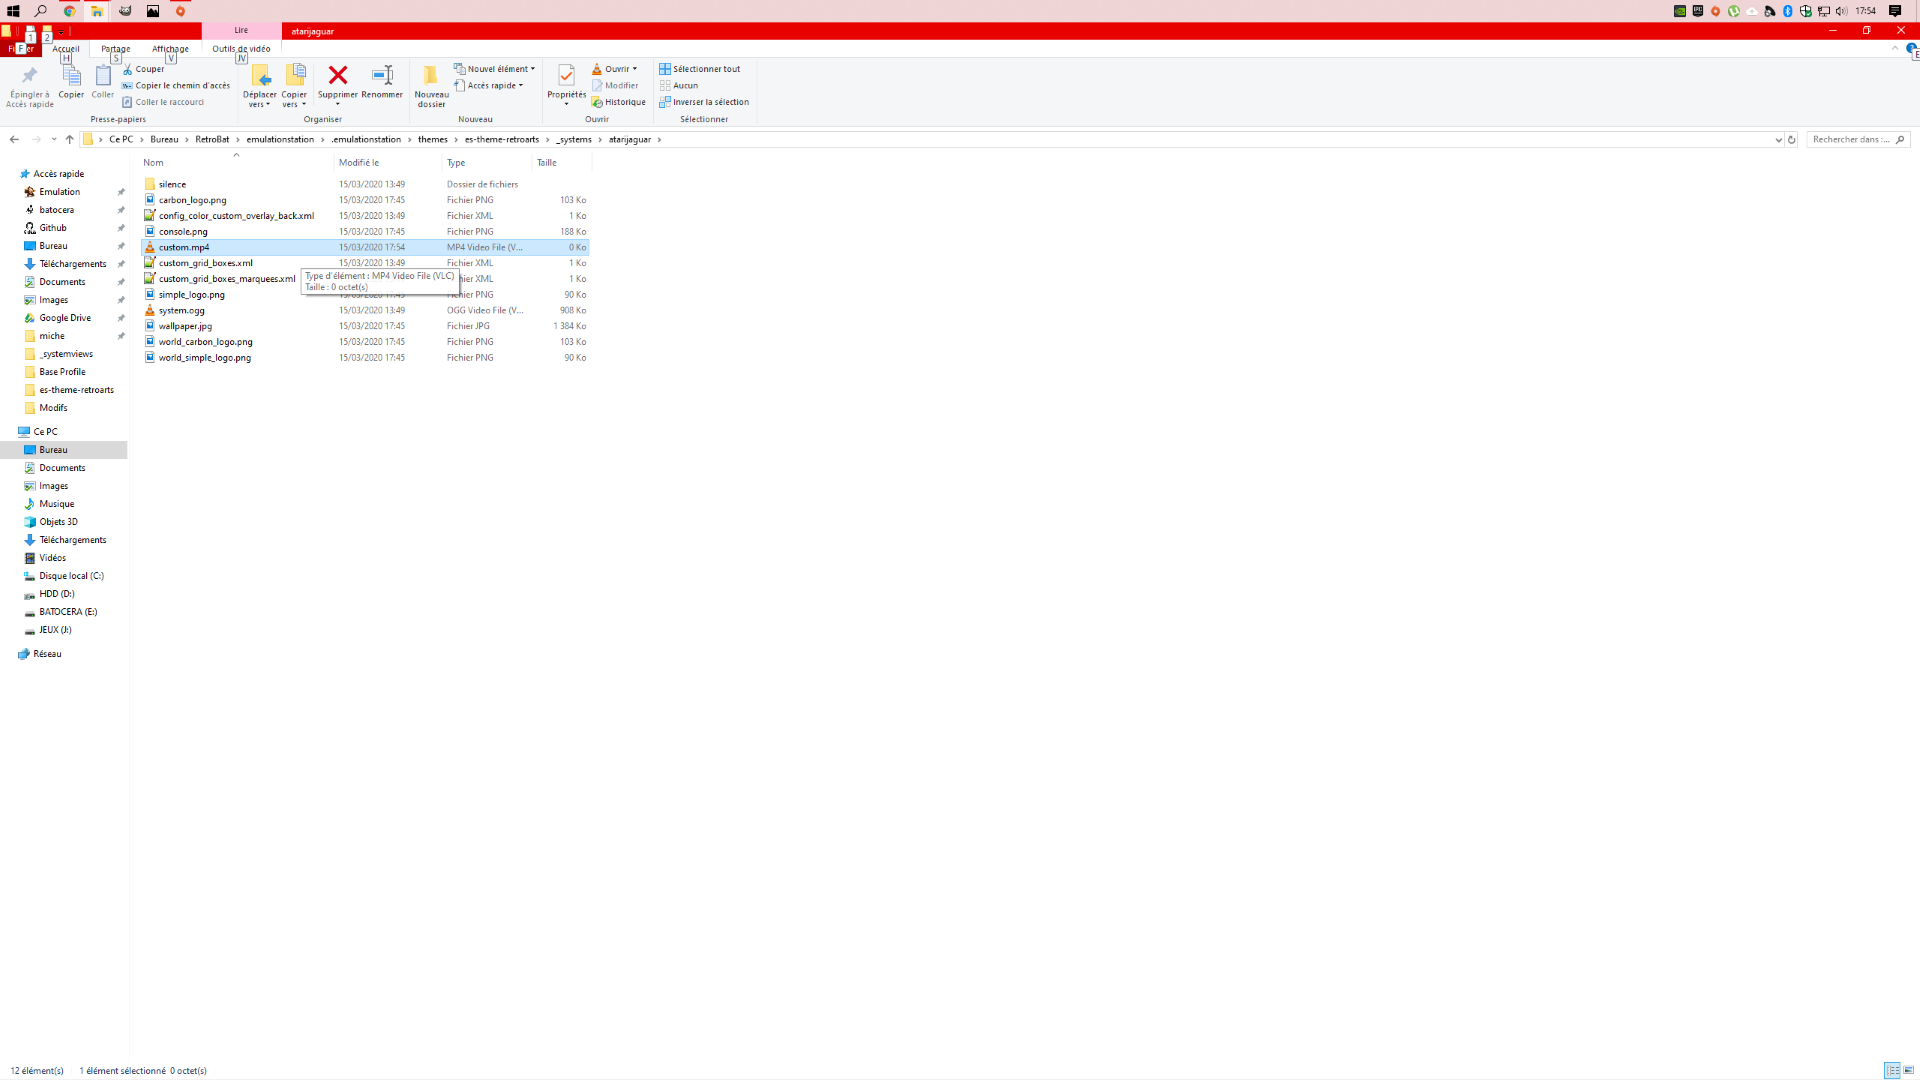 17:54
Lire
atarijaguar
1
2
Accueil
Partage
Affichage
Outils de vidéo
F
H
S
V
JV
Épingler à
Accès rapide
Copier
Coller
Couper
Copier le chemin d'accès
Coller le raccourci
Presse-papiers
Déplacer
vers
Copier
vers
Supprimer
Renommer
Organiser
Nouveau
dossier
Nouvel élément
Accès rapide
Nouveau
Propriétés
Ouvrir
Modifier
Historique
Ouvrir
Sélectionner tout
Aucun
Inverser la sélection
Sélectionner
Ce PC > Bureau > RetroBat > emulationstation > .emulationstation > themes > es-theme-retroarts > _systems > atarijaguar >
Rechercher dans :...
Nom Modifié le Type Taille
silence 15/03/2020 13:49 Dossier de fichiers
carbon_logo.png 15/03/2020 17:45 Fichier PNG 103 Ko
config_color_custom_overlay_back.xml 15/03/2020 13:49 Fichier XML 1 Ko
console.png 15/03/2020 17:45 Fichier PNG 188 Ko
custom.mp4 15/03/2020 17:54 MP4 Video File (V... 0 Ko
custom_grid_boxes.xml 15/03/2020 13:49 Fichier XML 1 Ko
custom_grid_boxes_marquees.xml hier XML 1 Ko
Type d'élément : MP4 Video File (VLC)
Taille : 0 octet(s)
simple_logo.png 15/03/2020 17:45 Fichier PNG 90 Ko
system.ogg 15/03/2020 13:49 OGG Video File (V... 908 Ko
wallpaper.jpg 15/03/2020 17:45 Fichier JPG 1 384 Ko
world_carbon_logo.png 15/03/2020 17:45 Fichier PNG 103 Ko
world_simple_logo.png 15/03/2020 17:45 Fichier PNG 90 Ko
Accès rapide
Emulation
batocera
Github
Bureau
Téléchargements
Documents
Images
Google Drive
miche
_systemviews
Base Profile
es-theme-retroarts
Modifs
Ce PC
Bureau
Documents
Images
Musique
Objets 3D
Téléchargements
Vidéos
Disque local (C:)
HDD (D:)
BATOCERA (E:)
JEUX (J:)
Réseau
12 élément(s) 1 élément sélectionné 0 octet(s)